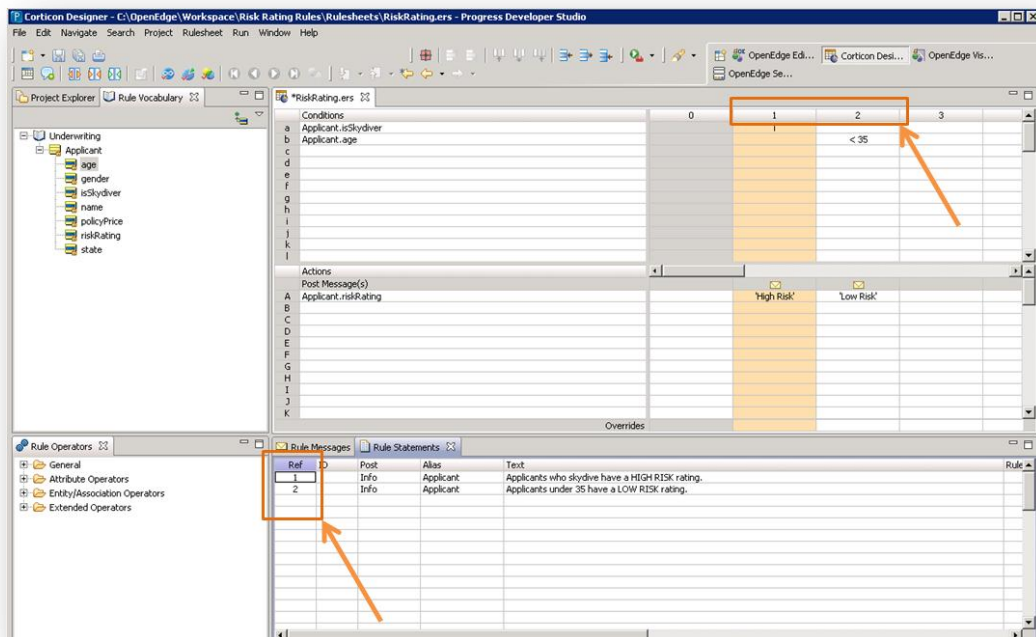 Corticon Designer - C:\OpenEdge\Workspace\Risk Rating Rules\Rulesheets\RiskRating.ers - Progress Developer Studio
File Edit Navigate Search Project Rulesheet Run Window Help
OpenEdge Edi... Corticon Desi... OpenEdge Vis...
OpenEdge Se...
Project Explorer Rule Vocabulary
Underwriting
Applicant
age
gender
isSkydiver
name
policyPrice
riskRating
state
*RiskRating.ers
Conditions 0 1 2 3
a Applicant.isSkydiver
b Applicant.age < 35
c
d
e
f
g
h
i
j
k
l
Actions
Post Message(s)
A Applicant.riskRating 'High Risk' 'Low Risk'
B
C
D
E
F
G
H
I
J
K
Overrides
Rule Operators
General
Attribute Operators
Entity/Association Operators
Extended Operators
Rule Messages Rule Statements
Ref ID Post Alias Text Rule
1 Info Applicant Applicants who skydive have a HIGH RISK rating.
2 Info Applicant Applicants under 35 have a LOW RISK rating.